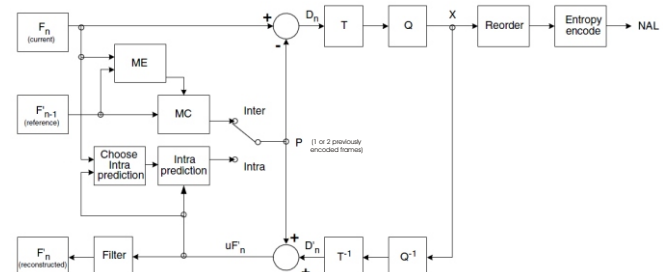 Fn
(current)
+
-
Dn
T
Q
X
Reorder
Entropy
encode
NAL
ME
F'n-1
(reference)
MC
Inter
P
(1 or 2 previously
encoded frames)
Choose
Intra
prediction
Intra
prediction
Intra
F'n
(reconstructed)
Filter
uF'n
+
+
D'n
T-1
Q-1